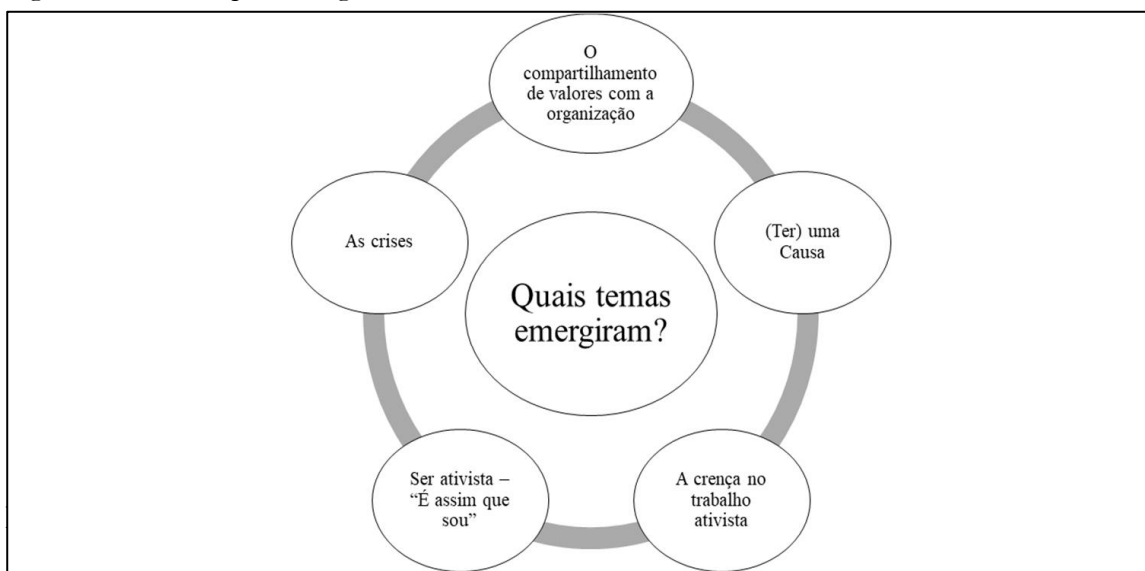 O
compartilhamento
de valores com a
organização
(Ter) uma
Causa
A crença no
trabalho
ativista
Ser ativista –
“É assim que
sou”
As crises
Quais temas
emergiram?